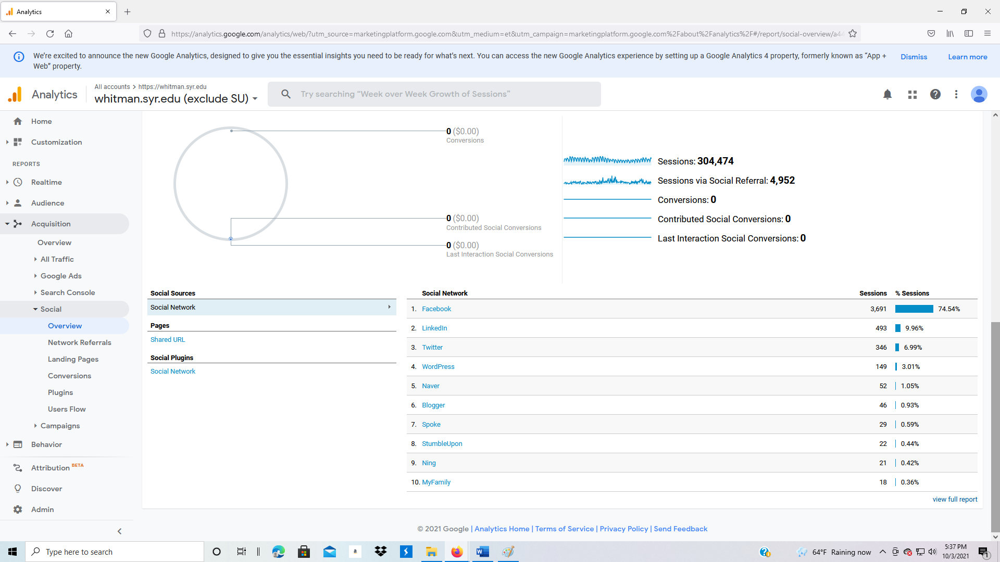 Analytics
https://analytics.google.com/analytics/web/?utm_source=marketingplatform.google.com&utm_medium=et&utm_campaign=marketingplatform.google.com%2Fabout%2Fanalytics%2F#/report/social-overview/a44
We're excited to announce the new Google Analytics, designed to give you the essential insights you need to be ready for what's next. You can access the new Google Analytics experience by setting up a Google Analytics 4 property, formerly known as “App +
Web” property.
Dismiss
Learn more
Analytics
All accounts > https://whitman.syr.edu
whitman.syr.edu (exclude SU)
Try searching “Week over Week Growth of Sessions”
Home
Customization
REPORTS
Realtime
Audience
Acquisition
Overview
All Traffic
Google Ads
Search Console
Social
Overview
Network Referrals
Landing Pages
Conversions
Plugins
Users Flow
Campaigns
Behavior
Attribution BETA
Discover
Admin
0 ($0.00)
Conversions
0 ($0.00)
Contributed Social Conversions
0 ($0.00)
Last Interaction Social Conversions
Sessions: 304,474
Sessions via Social Referral: 4,952
Conversions: 0
Contributed Social Conversions: 0
Last Interaction Social Conversions: 0
Social Sources
Social Network
Pages
Shared URL
Social Plugins
Social Network
Social Network Sessions % Sessions
1. Facebook 3,691 74.54%
2. LinkedIn 493 9.96%
3. Twitter 346 6.99%
4. WordPress 149 3.01%
5. Naver 52 1.05%
6. Blogger 46 0.93%
7. Spoke 29 0.59%
8. StumbleUpon 22 0.44%
9. Ning 21 0.42%
10. MyFamily 18 0.36%
view full report
© 2021 Google | Analytics Home | Terms of Service | Privacy Policy | Send Feedback
Type here to search
a
W
64°F Raining now
5:37 PM
10/3/2021
1